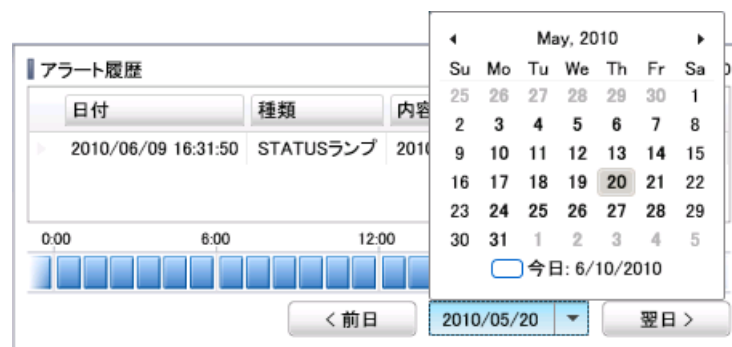 アラート履歴
日付 種類 内容
2010/06/09 16:31:50 STATUSランプ 2010
0:00 6:00 12:00
<前日 2010/05/20 翌日>
May, 2010
Su Mo Tu We Th Fr Sa
25 26 27 28 29 30 1
2 3 4 5 6 7 8
9 10 11 12 13 14 15
16 17 18 19 20 21 22
23 24 25 26 27 28 29
30 31 1 2 3 4 5
今日: 6/10/2010